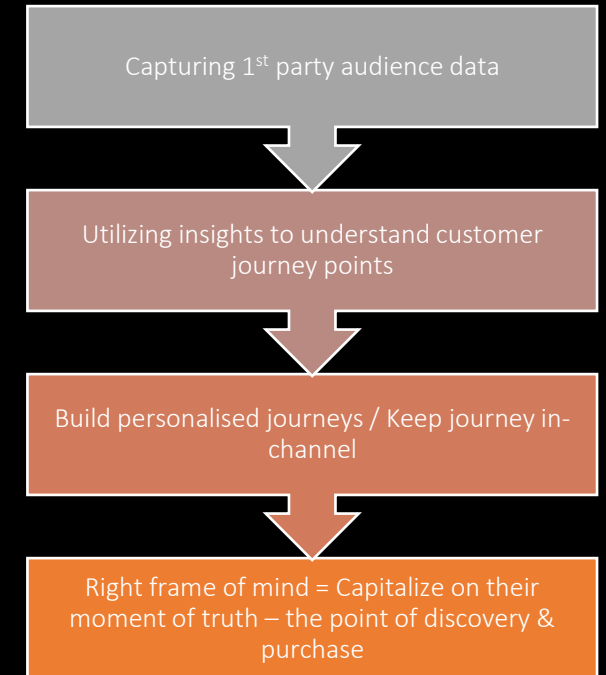 Capturing 1st party audience data
Utilizing insights to understand customer
journey points
Build personalised journeys / Keep journey in-
channel
Right frame of mind = Capitalize on their
moment of truth – the point of discovery &
purchase